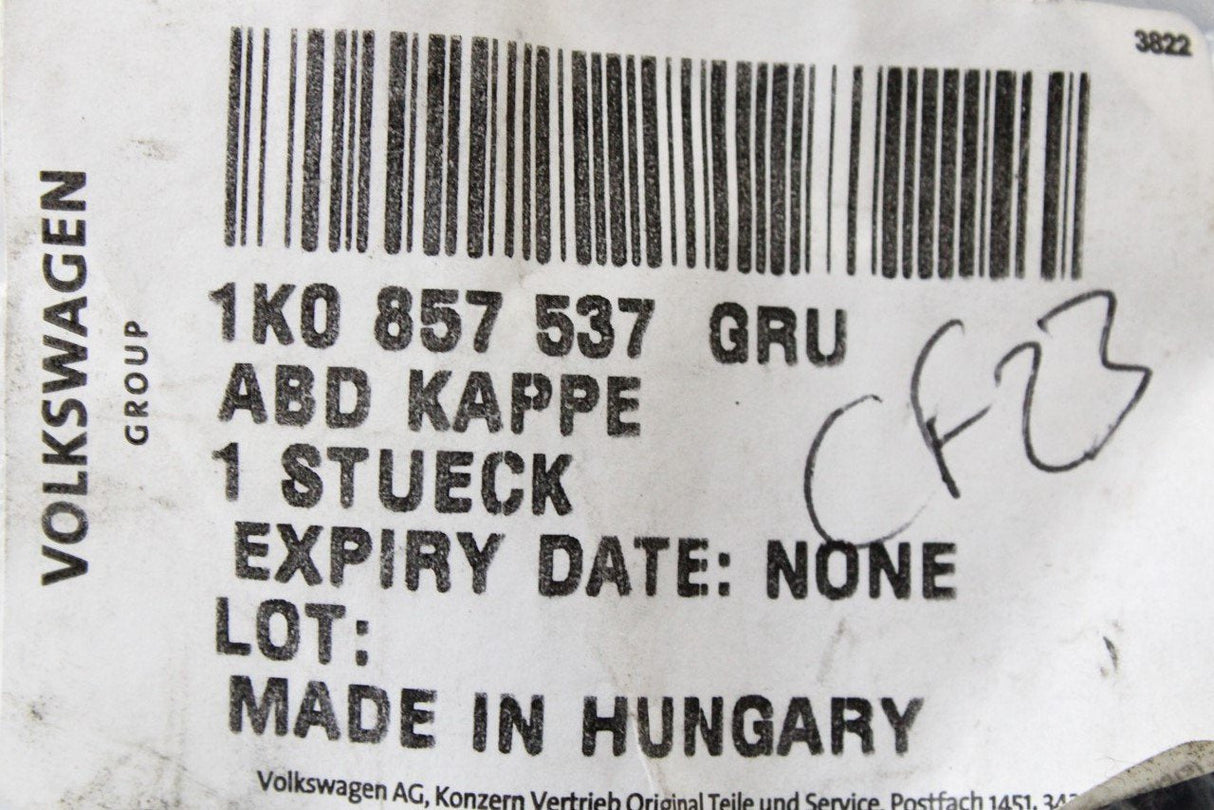 3822
VOLKSWAGEN
GROUP
1K0 857 537 GRU
ABD KAPPE
1 STUECK
EXPIRY DATE: NONE
LOT:
MADE IN HUNGARY
CF23
Volkswagen AG, Konzern Vertrieb Original Teile und Service, Postfach 1451,